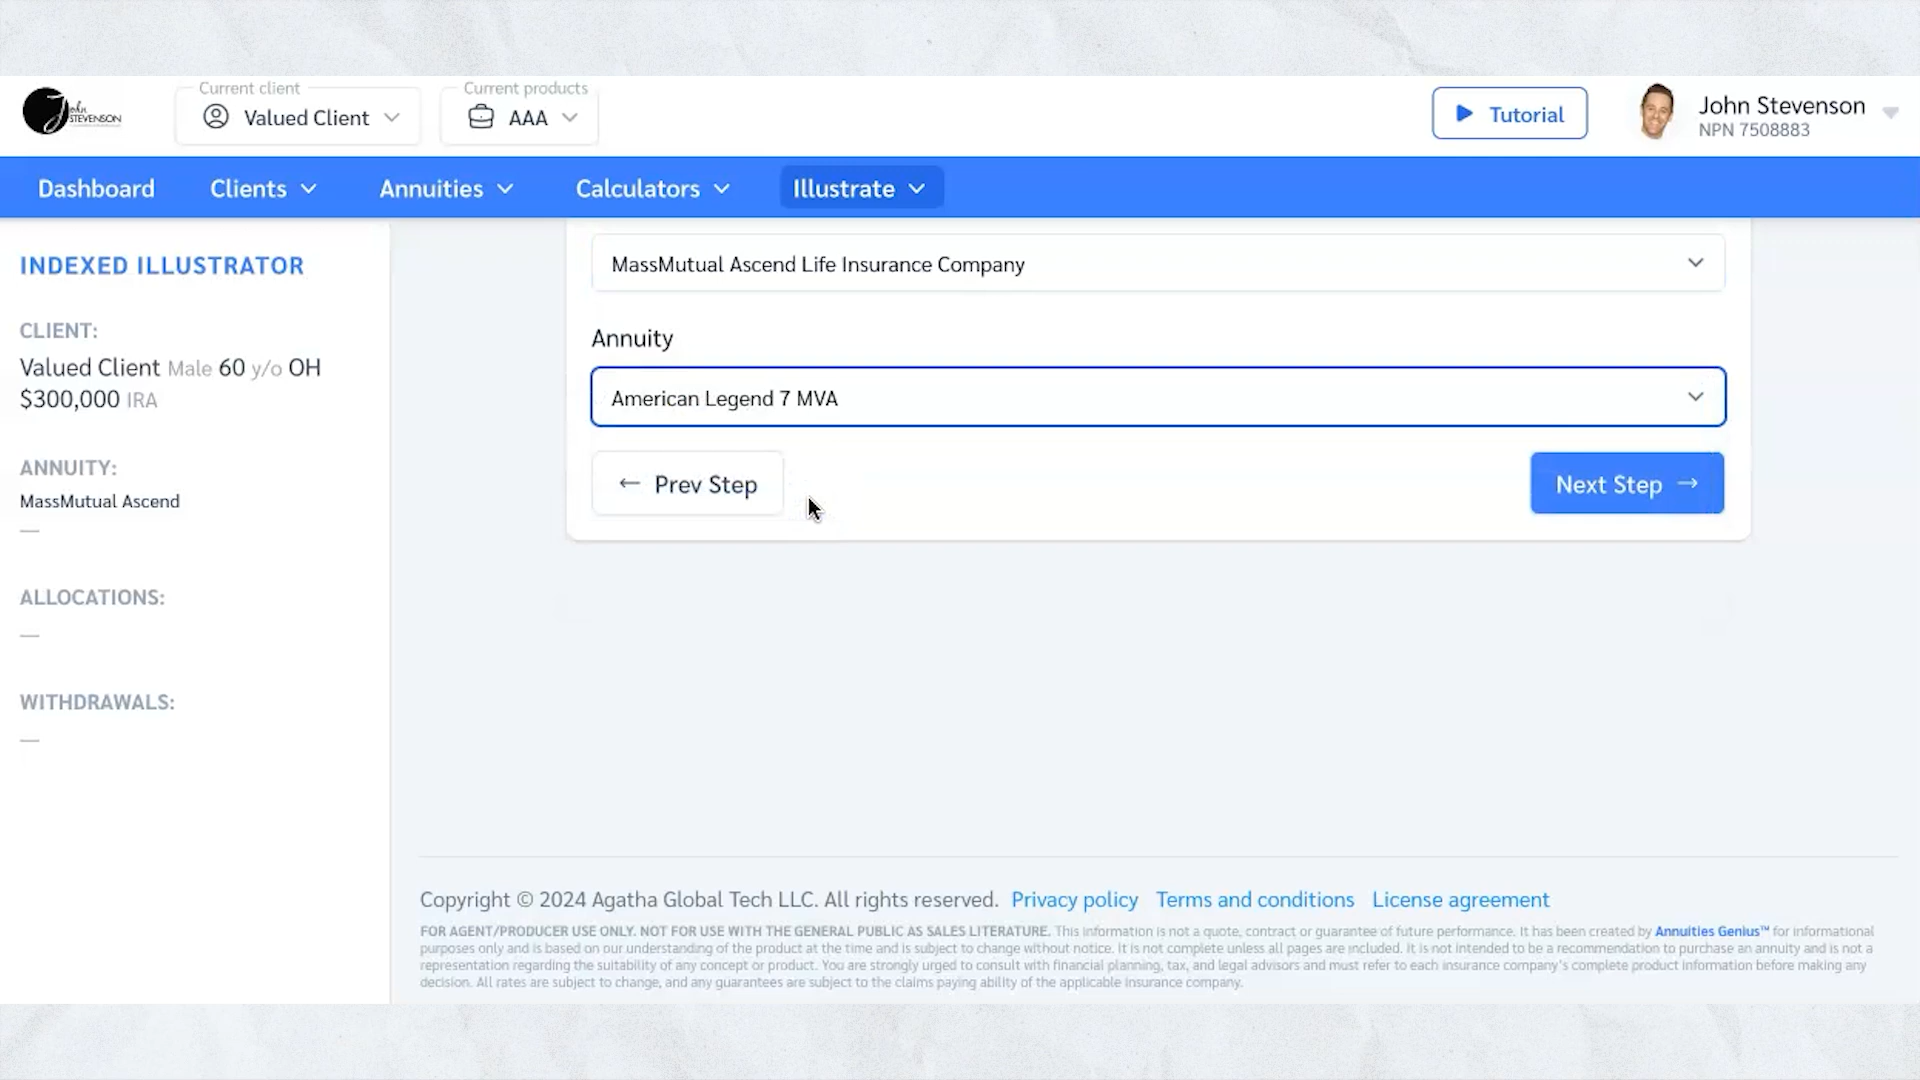 John
STEVENSON
Current client
Valued Client
Current products
AAA
Tutorial
John Stevenson
NPN 7508883
Dashboard
Clients
Annuities
Calculators
Illustrate
INDEXED ILLUSTRATOR
CLIENT:
Valued Client Male 60 y/o OH
$300,000 IRA
ANNUITY:
MassMutual Ascend
—
ALLOCATIONS:
—
WITHDRAWALS:
—
MassMutual Ascend Life Insurance Company
Annuity
American Legend 7 MVA
← Prev Step
Next Step →
Copyright © 2024 Agatha Global Tech LLC. All rights reserved. Privacy policy Terms and conditions License agreement
FOR AGENT/PRODUCER USE ONLY. NOT FOR USE WITH THE GENERAL PUBLIC AS SALES LITERATURE. This information is not a quote, contract or guarantee of future performance. It has been created by Annuities Genius™ for informational
purposes only and is based on our understanding of the product at the time and is subject to change without notice. It is not complete unless all pages are included. It is not intended to be a recommendation to purchase an annuity and is not a
representation regarding the suitability of any concept or product. You are strongly urged to consult with financial planning, tax, and legal advisors and must refer to each insurance company's complete product information before making any
decision. All rates are subject to change, and any guarantees are subject to the claims paying ability of the applicable insurance company.